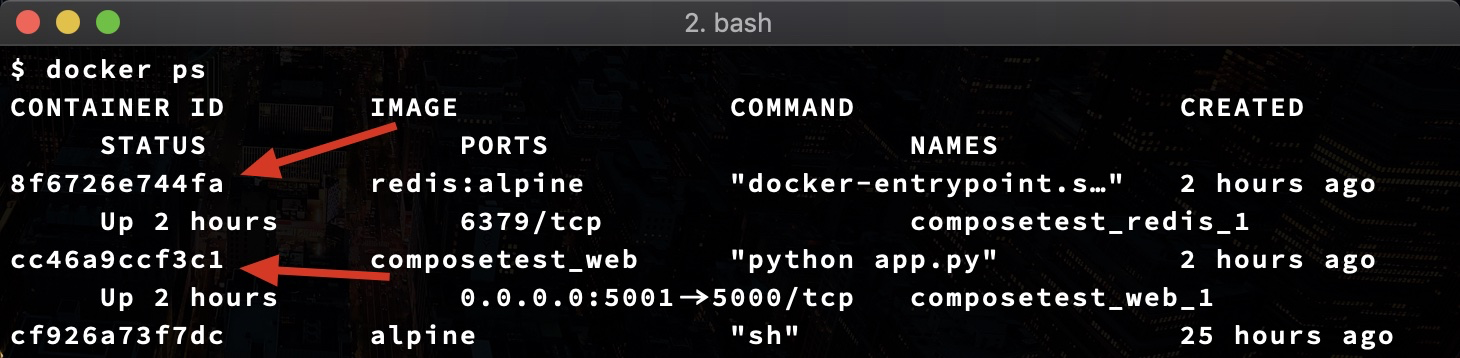 2. bash
$ docker ps
CONTAINER ID IMAGE COMMAND CREATED
STATUS PORTS NAMES
8f6726e744fa redis:alpine "docker-entrypoint.s…" 2 hours ago
Up 2 hours 6379/tcp composetest_redis_1
cc46a9ccf3c1 composetest_web "python app.py" 2 hours ago
Up 2 hours 0.0.0.0:5001->5000/tcp composetest_web_1
cf926a73f7dc alpine "sh" 25 hours ago